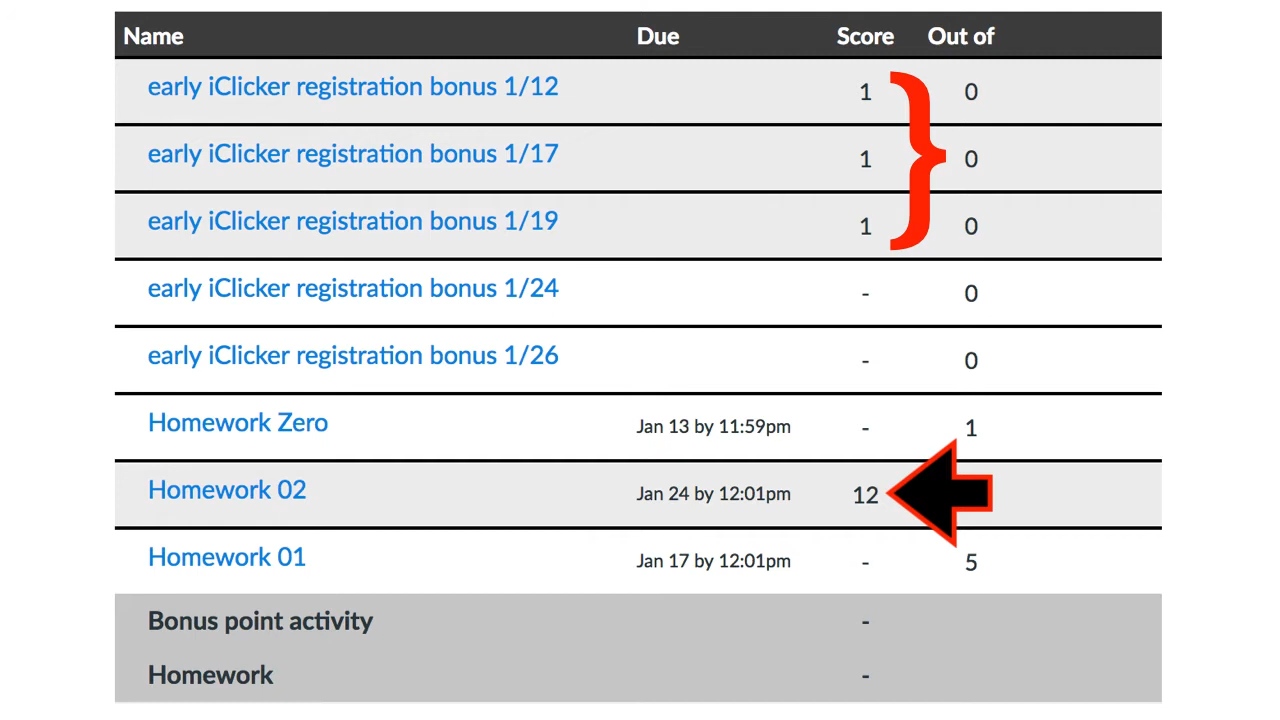 Name Due Score Out of
early iClicker registration bonus 1/12 1 } 0
early iClicker registration bonus 1/17 1 0
early iClicker registration bonus 1/19 1 0
early iClicker registration bonus 1/24 - 0
early iClicker registration bonus 1/26 - 0
Homework Zero Jan 13 by 11:59pm - 1
Homework 02 Jan 24 by 12:01pm 12
Homework 01 Jan 17 by 12:01pm - 5
Bonus point activity -
Homework -